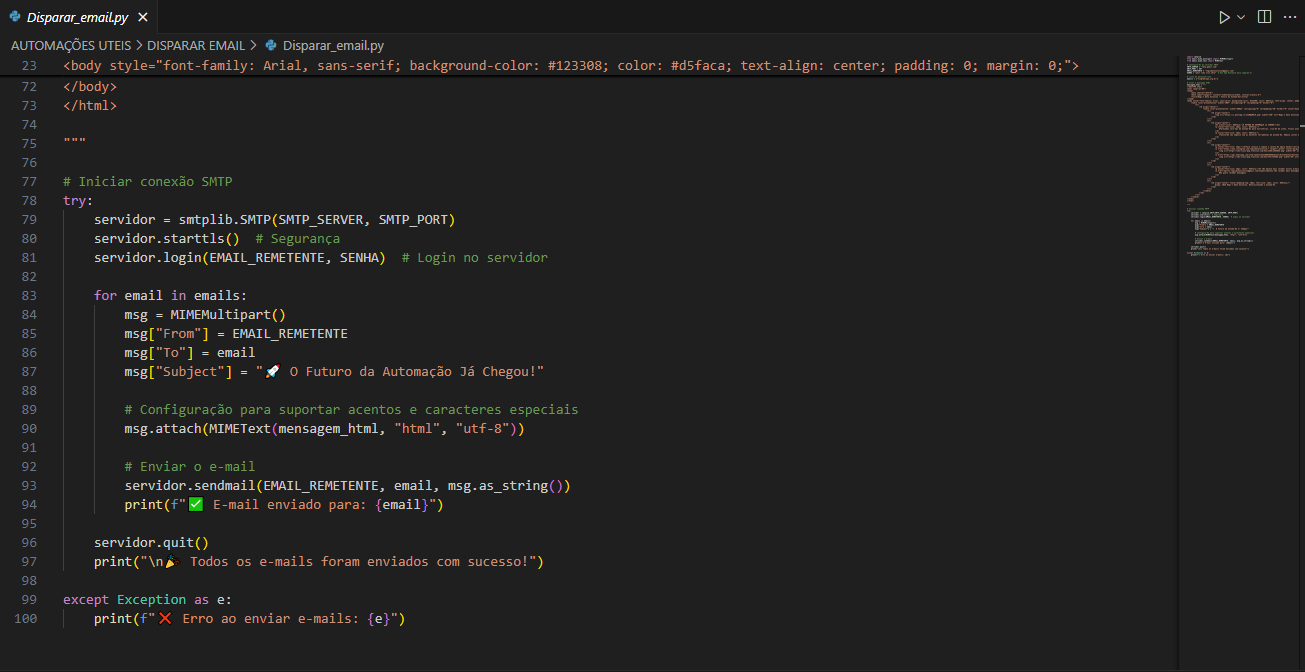 Disparar_email.py
AUTOMAÇÕES UTEIS > DISPARAR EMAIL > Disparar_email.py
23 <body style="font-family: Arial, sans-serif; background-color: #123308; color: #d5faca; text-align: center; padding: 0; margin: 0;">
72 </body>
73 </html>
74
75 """
76
77 # Iniciar conexão SMTP
78 try:
79     servidor = smtplib.SMTP(SMTP_SERVER, SMTP_PORT)
80     servidor.starttls()  # Segurança
81     servidor.login(EMAIL_REMETENTE, SENHA)  # Login no servidor
82
83     for email in emails:
84         msg = MIMEMultipart()
85         msg["From"] = EMAIL_REMETENTE
86         msg["To"] = email
87         msg["Subject"] = "🚀 O Futuro da Automação Já Chegou!"
88
89         # Configuração para suportar acentos e caracteres especiais
90         msg.attach(MIMEText(mensagem_html, "html", "utf-8"))
91
92         # Enviar o e-mail
93         servidor.sendmail(EMAIL_REMETENTE, email, msg.as_string())
94         print(f"✅ E-mail enviado para: {email}")
95
96     servidor.quit()
97     print("\n🎉 Todos os e-mails foram enviados com sucesso!")
98
99 except Exception as e:
100     print(f"❌ Erro ao enviar e-mails: {e}")